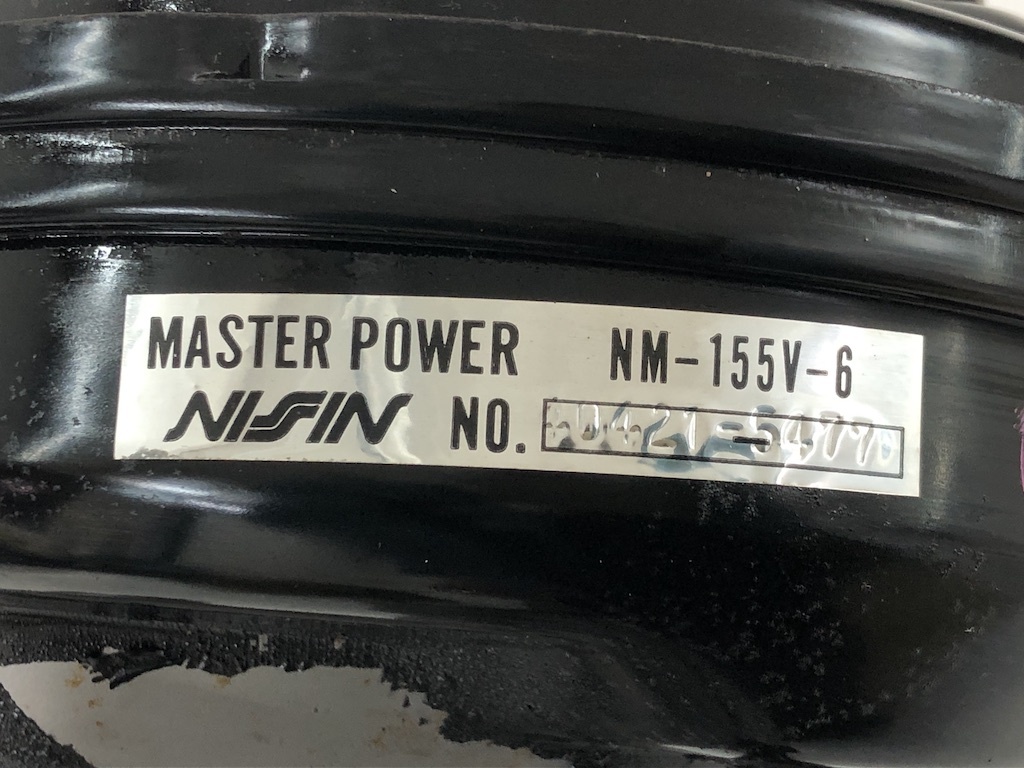 MASTER POWER NM-155V-6
NISSIN NO.